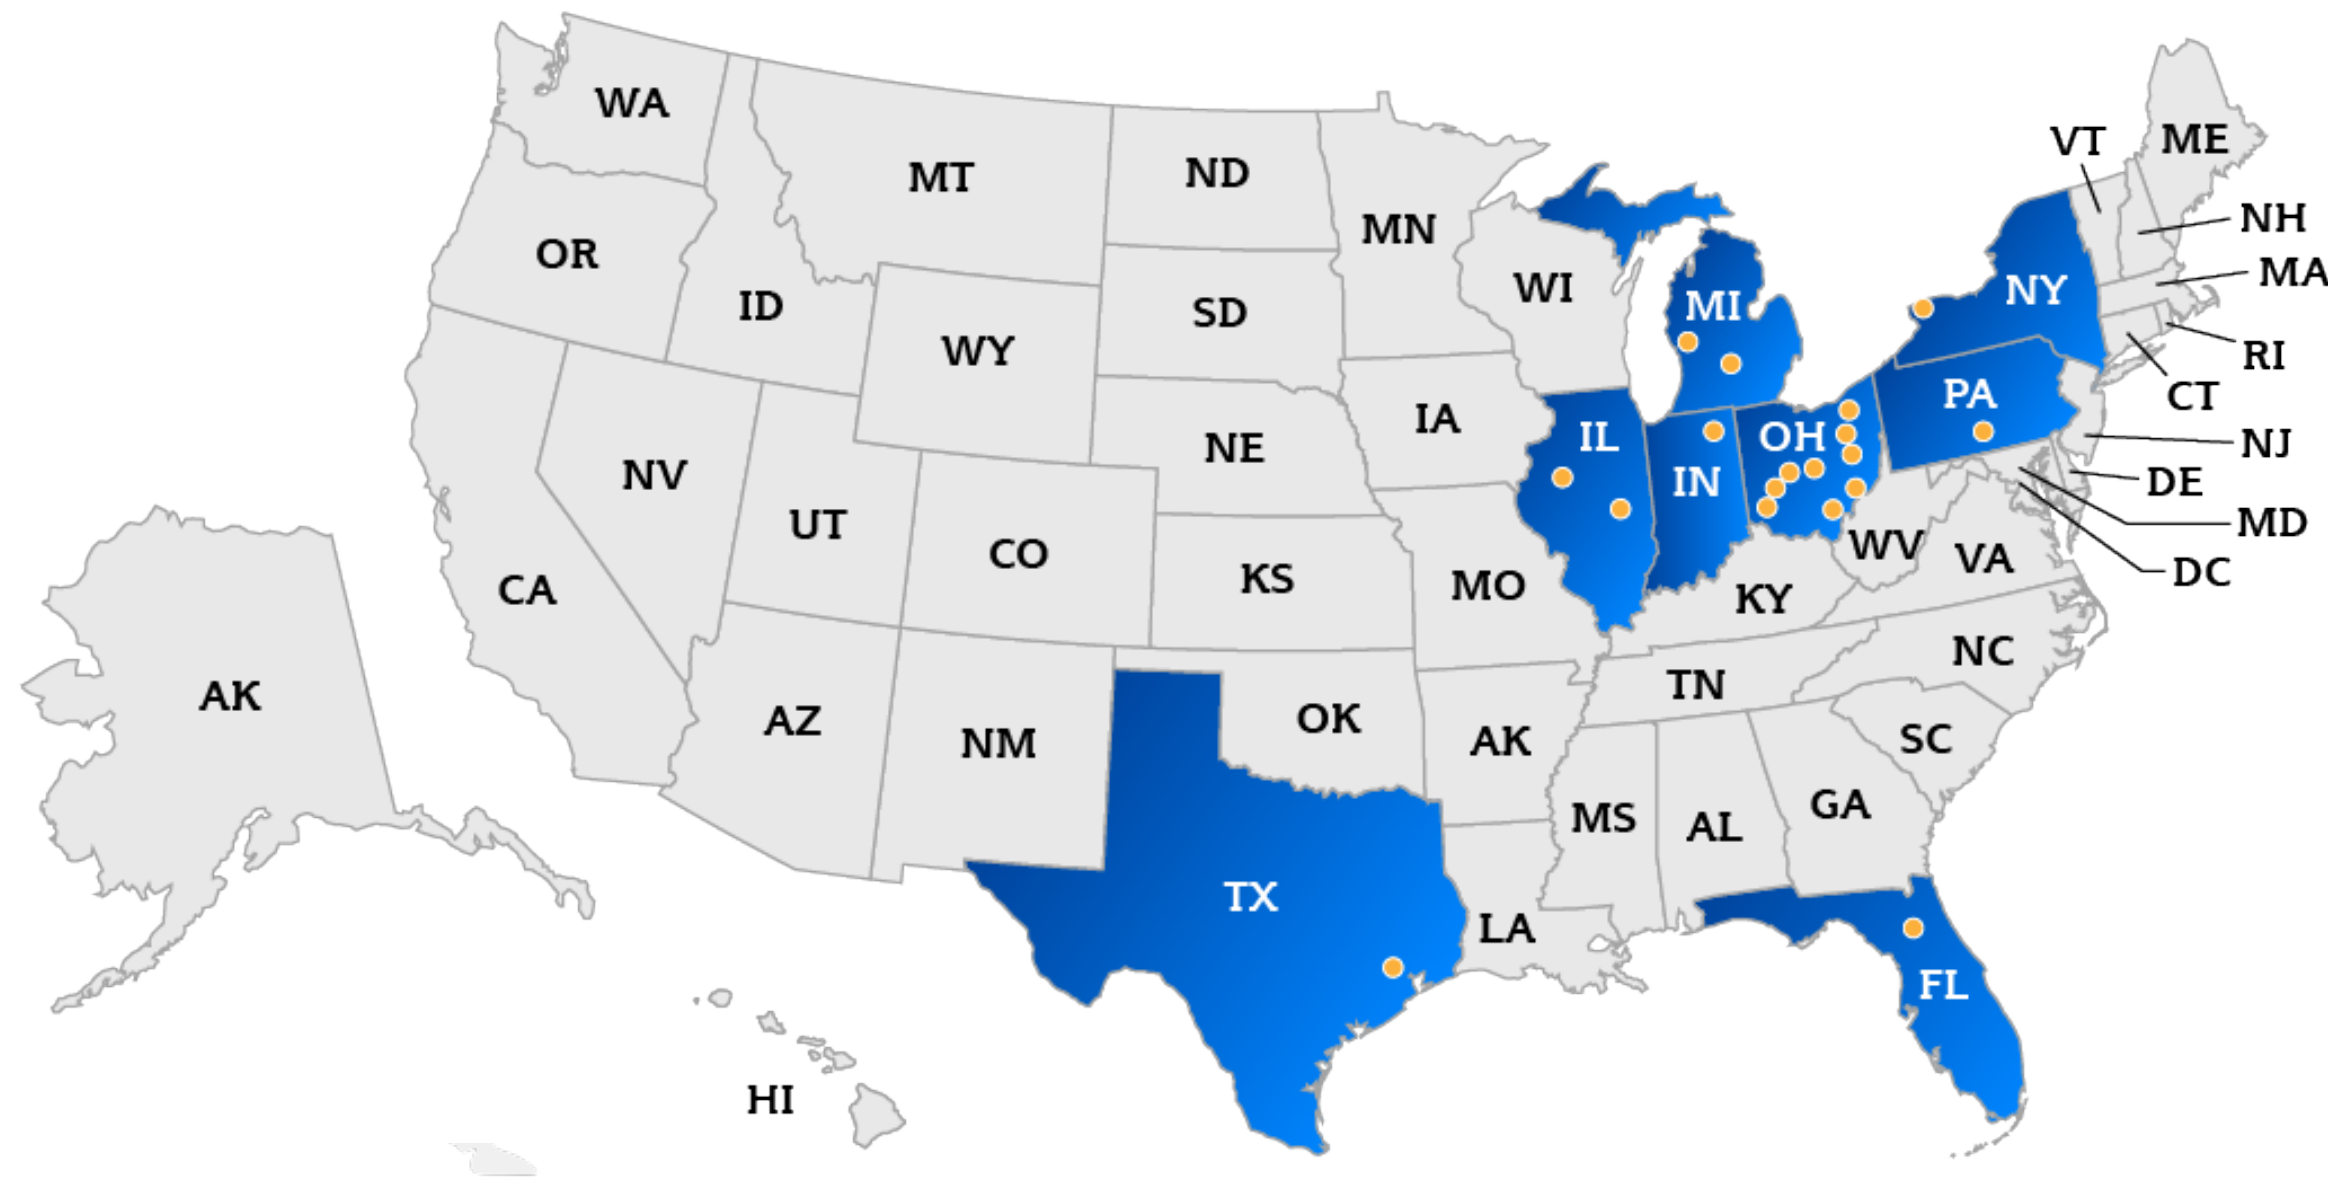 WA
MT
ND
MN
VT
ME
OR
ID
SD
WI
MI
NY
NH
MA
WY
RI
CT
NV
UT
CO
NE
IA
IL
IN
OH
PA
NJ
DE
MD
DC
CA
KS
MO
KY
WV
VA
AK
AZ
NM
OK
AK
TN
NC
SC
MS
AL
GA
TX
LA
FL
HI